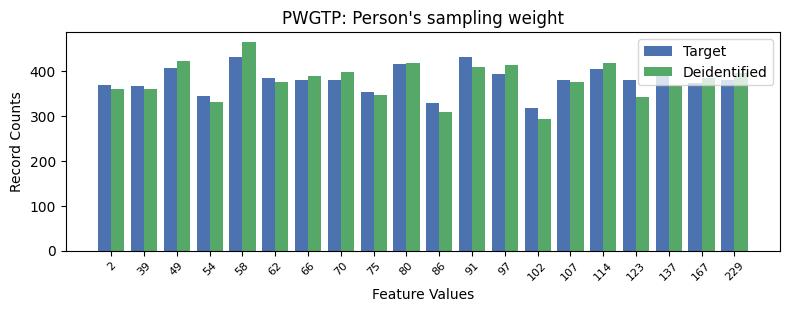 PWGTP: Person's sampling weight
Target
Deidentified
Record Counts
400
300
200
100
0
2 39 49 54 58 62 66 70 75 80 86 91 97 102 107 114 123 137 167 229
Feature Values